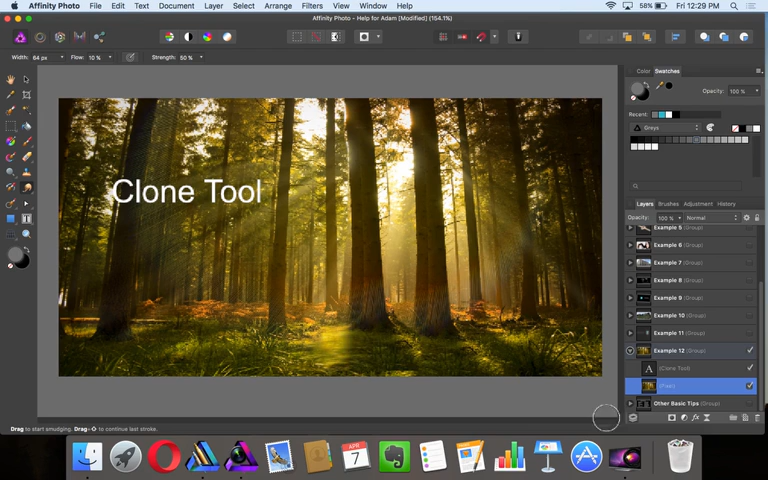 Affinity Photo File Edit Text Document Layer Select Arrange Filters View Window Help 58% Fri 12:29 PM
Affinity Photo - Help for Adam [Modified] (154.1%)
Width: 64 px Flow: 10 % Strength: 50 %
Color Swatches
Opacity: 100 %
Recent:
Greys
Clone Tool
Layers Brushes Adjustment History
Opacity: 100 % Normal
Example 5 (Group)
Example 6 (Group)
Example 7 (Group)
Example 8 (Group)
Example 9 (Group)
Example 10 (Group)
Example 11 (Group)
Example 12 (Group)
A (Clone Tool)
(Pixel)
Other Basic Tips (Group)
Drag to start smudging. Drag+⇧ to continue last stroke.
APR
7